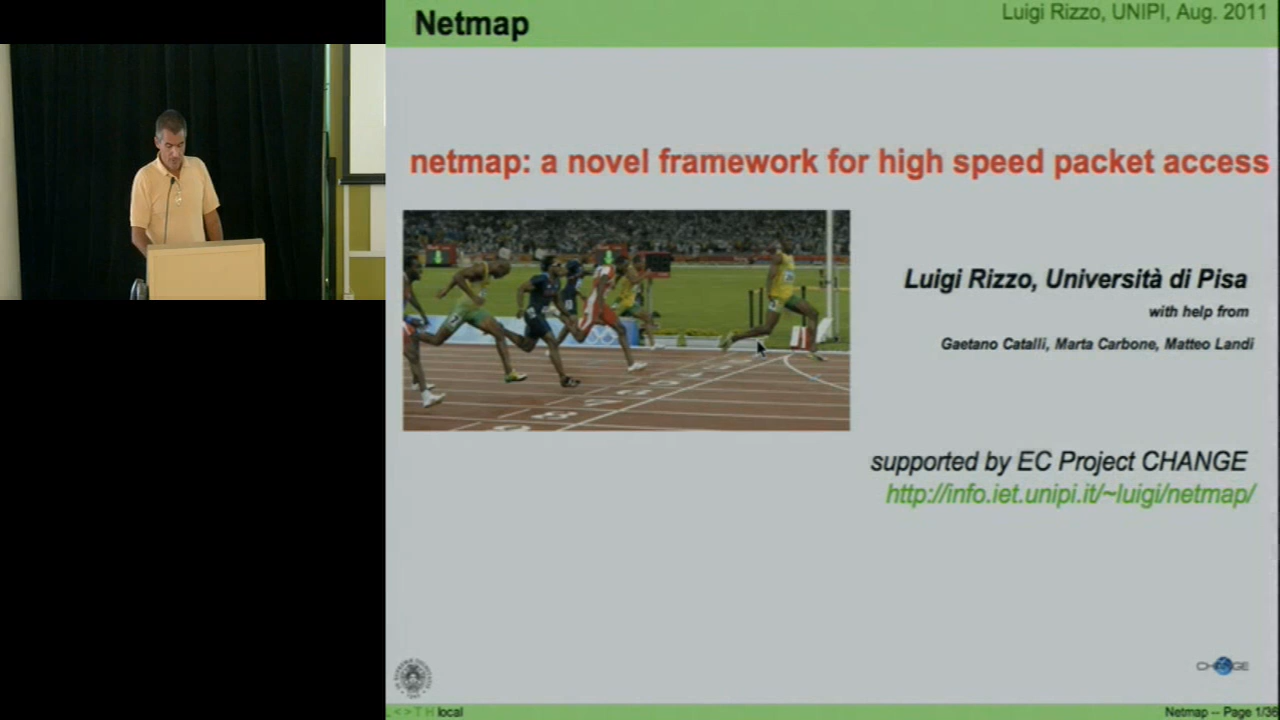 Netmap
Luigi Rizzo, UNIPI, Aug. 2011
netmap: a novel framework for high speed packet access
Luigi Rizzo, Università di Pisa
with help from
Gaetano Catalli, Marta Carbone, Matteo Landi
supported by EC Project CHANGE
http://info.iet.unipi.it/~luigi/netmap/
< > T H local
Netmap -- Page 1/36